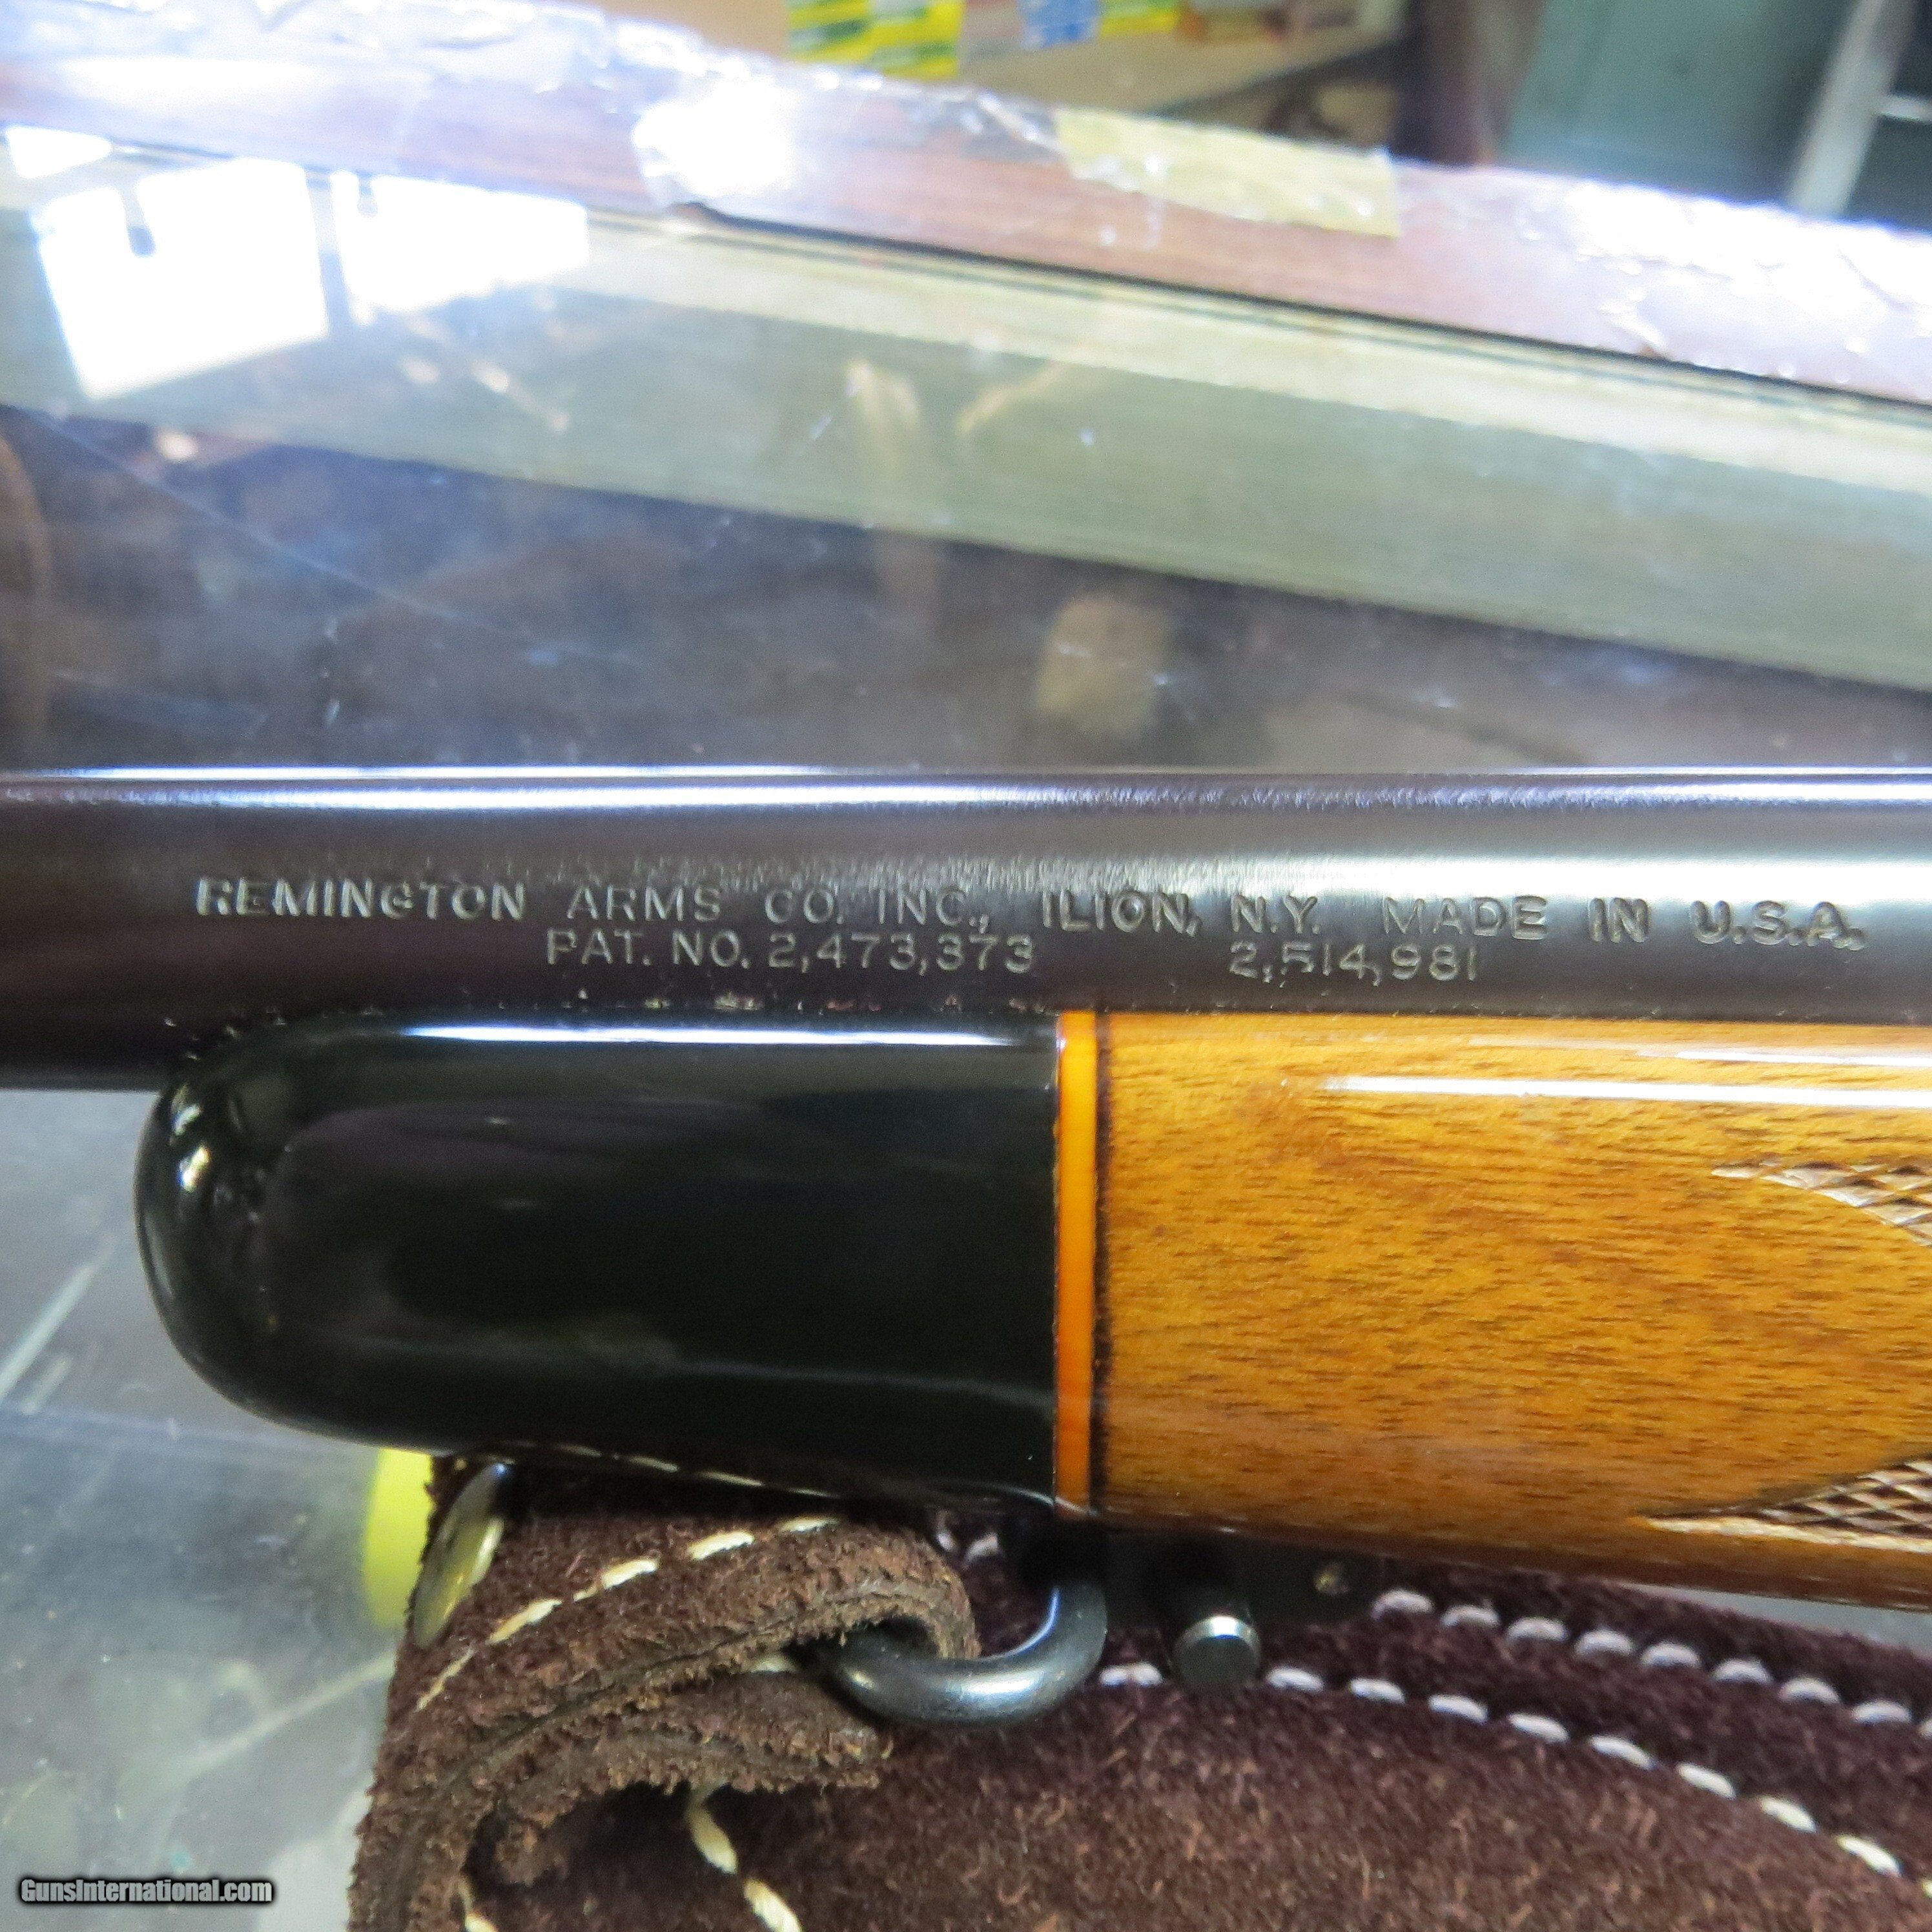 REMINGTON ARMS CO. INC., ILION, N.Y. MADE IN U.S.A.
PAT. NO. 2,473,373 2,514,981
GunsInternational.com